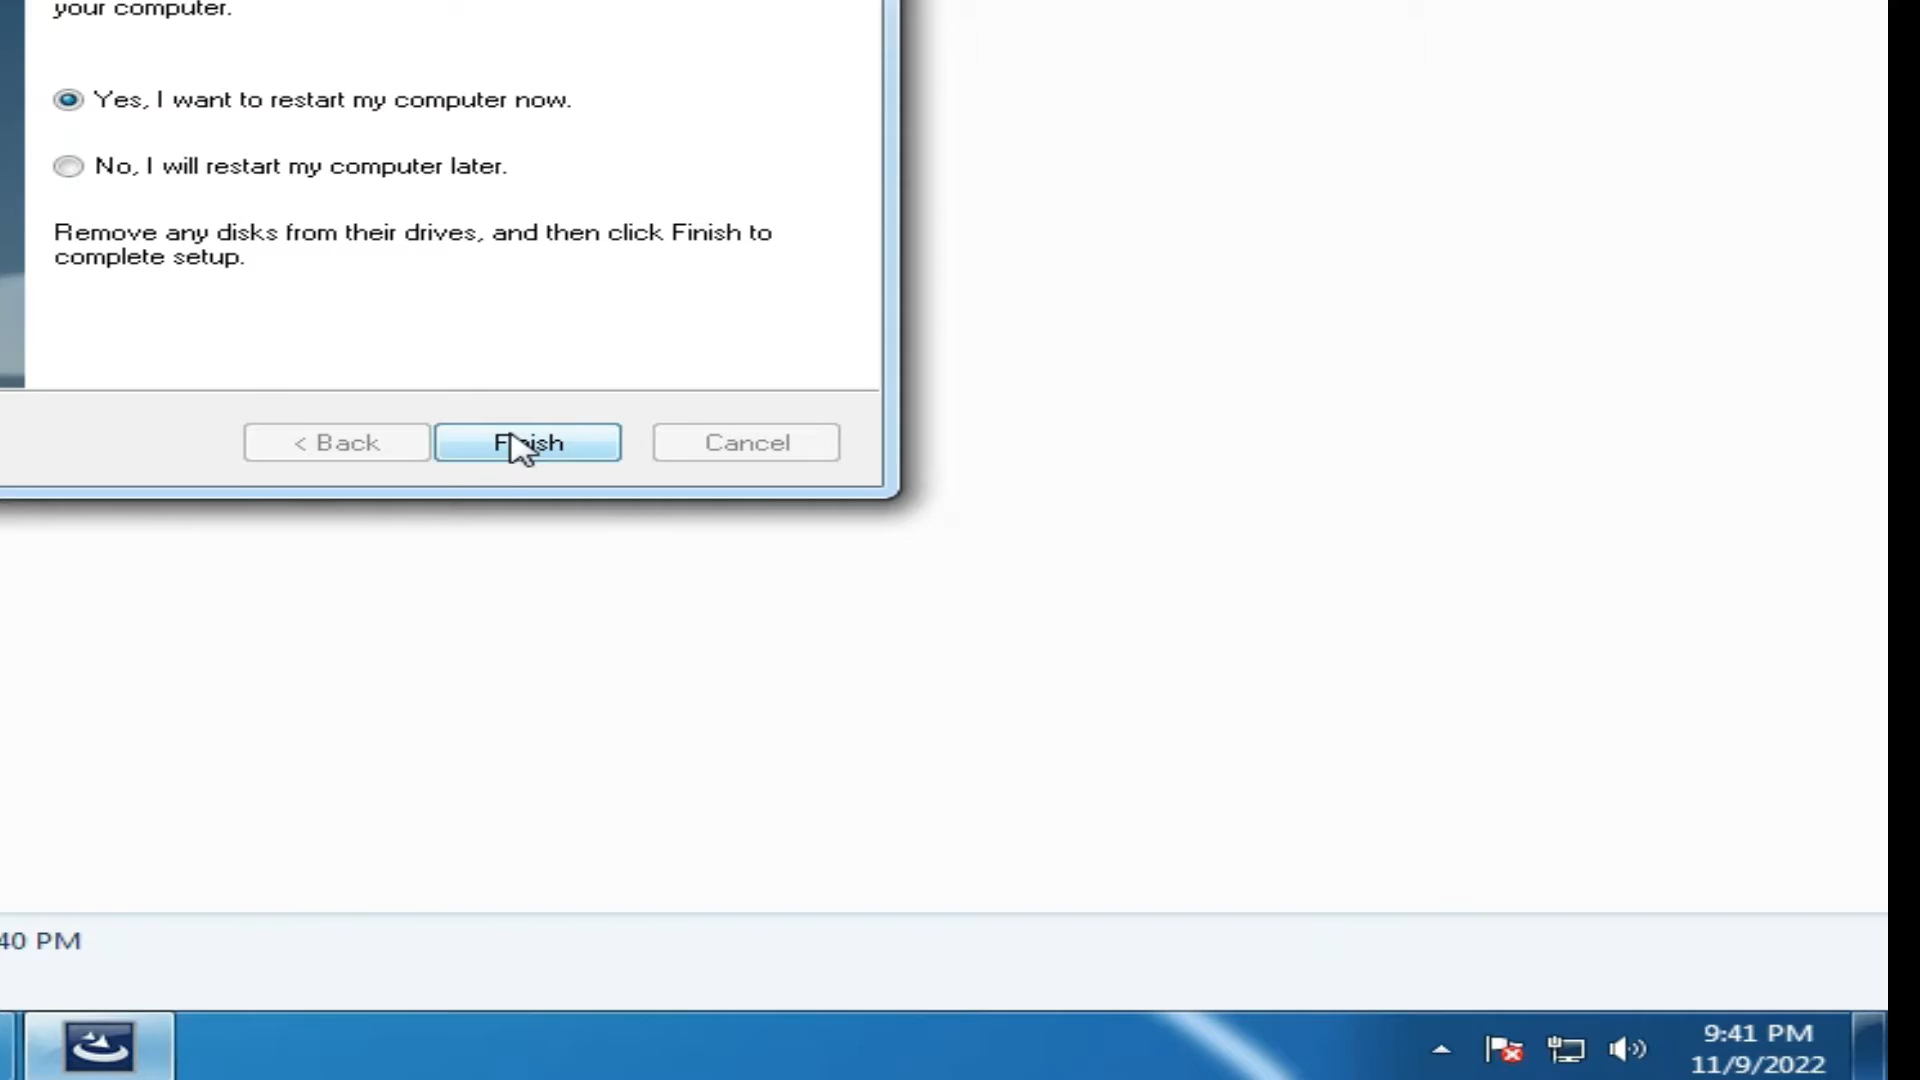 your computer.
Yes, I want to restart my computer now.
No, I will restart my computer later.
Remove any disks from their drives, and then click Finish to
complete setup.
< Back
Finish
Cancel
40 PM
9:41 PM
11/9/2022